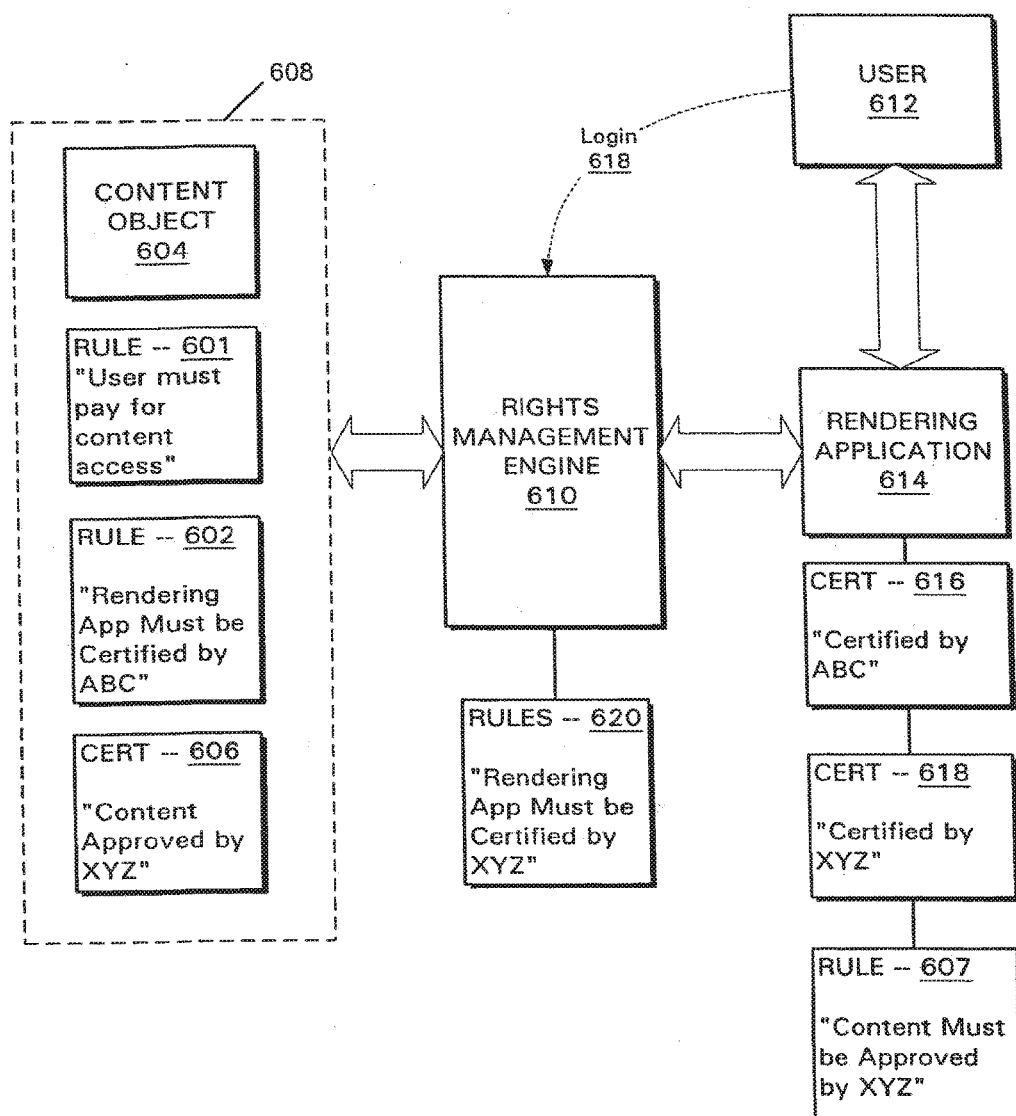 608
CONTENT
OBJECT
604
RULE -- 601
"User must
pay for
content
access"
RULE -- 602
"Rendering
App Must be
Certified by
ABC"
CERT -- 606
"Content
Approved by
XYZ"
Login
618
RIGHTS
MANAGEMENT
ENGINE
610
RULES -- 620
"Rendering
App Must be
Certified by
XYZ"
USER
612
RENDERING
APPLICATION
614
CERT -- 616
"Certified by
ABC"
CERT -- 618
"Certified by
XYZ"
RULE -- 607
"Content Must
be Approved
by XYZ"